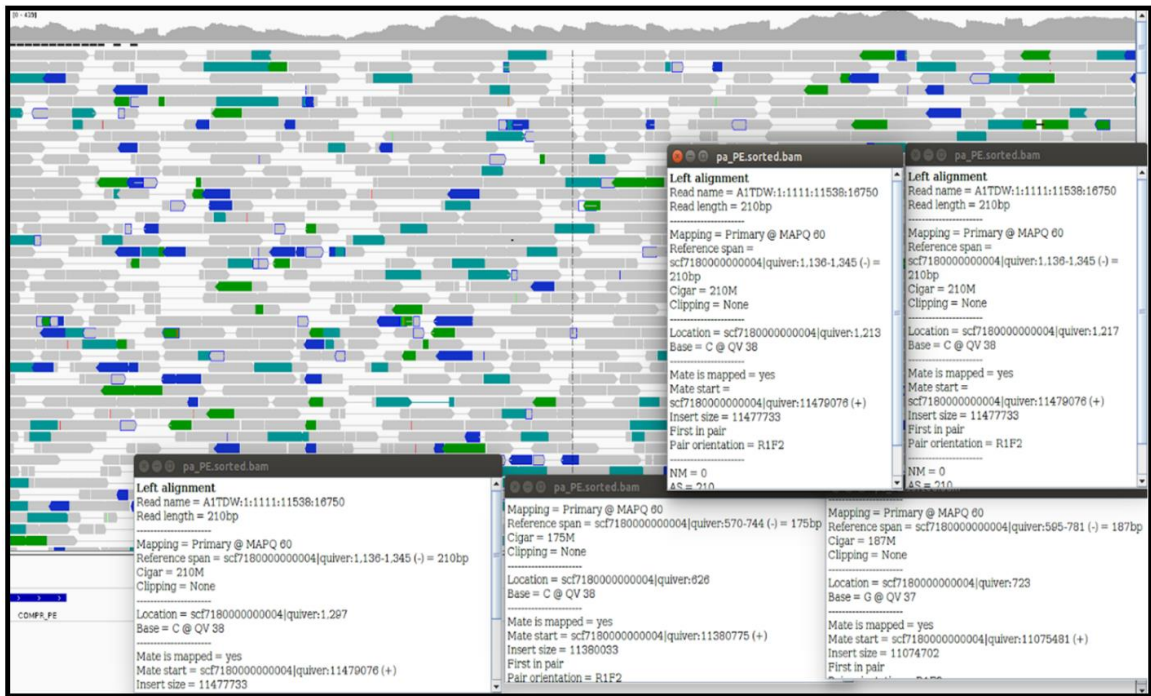 [0 - 425]
pa_PE.sorted.bam
Left alignment
Read name = A1TDW:1:1111:11538:16750
Read length = 210bp
----------------------
Mapping = Primary @ MAPQ 60
Reference span =
scf7180000000004|quiver:1,136-1,345 (-) =
210bp
Cigar = 210M
Clipping = None
----------------------
Location = scf7180000000004|quiver:1,213
Base = C @ QV 38
----------------------
Mate is mapped = yes
Mate start =
scf7180000000004|quiver:11479076 (+)
Insert size = 11477733
First in pair
Pair orientation = R1F2
----------------------
NM = 0
AS = 210
pa_PE.sorted.bam
Left alignment
Read name = A1TDW:1:1111:11538:16750
Read length = 210bp
----------------------
Mapping = Primary @ MAPQ 60
Reference span =
scf7180000000004|quiver:1,136-1,345 (-) =
210bp
Cigar = 210M
Clipping = None
----------------------
Location = scf7180000000004|quiver:1,217
Base = C @ QV 38
----------------------
Mate is mapped = yes
Mate start =
scf7180000000004|quiver:11479076 (+)
Insert size = 11477733
First in pair
Pair orientation = R1F2
----------------------
NM = 0
AS = 210
COMPR_PE
pa_PE.sorted.bam
Left alignment
Read name = A1TDW:1:1111:11538:16750
Read length = 210bp
----------------------
Mapping = Primary @ MAPQ 60
Reference span = scf7180000000004|quiver:1,136-1,345 (-) = 210bp
Cigar = 210M
Clipping = None
----------------------
Location = scf7180000000004|quiver:1,297
Base = C @ QV 38
----------------------
Mate is mapped = yes
Mate start = scf7180000000004|quiver:11479076 (+)
Insert size = 11477733
pa_PE.sorted.bam
Mapping = Primary @ MAPQ 60
Reference span = scf7180000000004|quiver:570-744 (-) = 175bp
Cigar = 175M
Clipping = None
----------------------
Location = scf7180000000004|quiver:626
Base = C @ QV 38
----------------------
Mate is mapped = yes
Mate start = scf7180000000004|quiver:11380775 (+)
Insert size = 11380033
First in pair
Pair orientation = R1F2
----------------------
Mapping = Primary @ MAPQ 60
Reference span = scf7180000000004|quiver:595-781 (-) = 187bp
Cigar = 187M
Clipping = None
----------------------
Location = scf7180000000004|quiver:723
Base = G @ QV 37
----------------------
Mate is mapped = yes
Mate start = scf7180000000004|quiver:11075481 (+)
Insert size = 11074702
First in pair
Pair orientation = R1F2